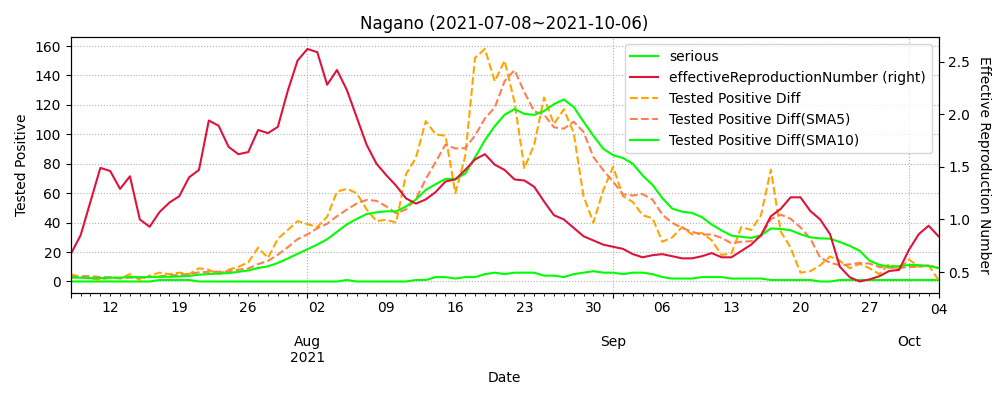 Nagano (2021-07-08~2021-10-06)
Tested Positive
160
140
120
100
80
60
40
20
0
serious
effectiveReproductionNumber (right)
Tested Positive Diff
Tested Positive Diff(SMA5)
Tested Positive Diff(SMA10)
2.5
2.0
1.5
1.0
0.5
Effective Reproduction Number
12 19 26 02 09 16 23 30 06 13 20 27 04
Aug Sep Oct
2021
Date